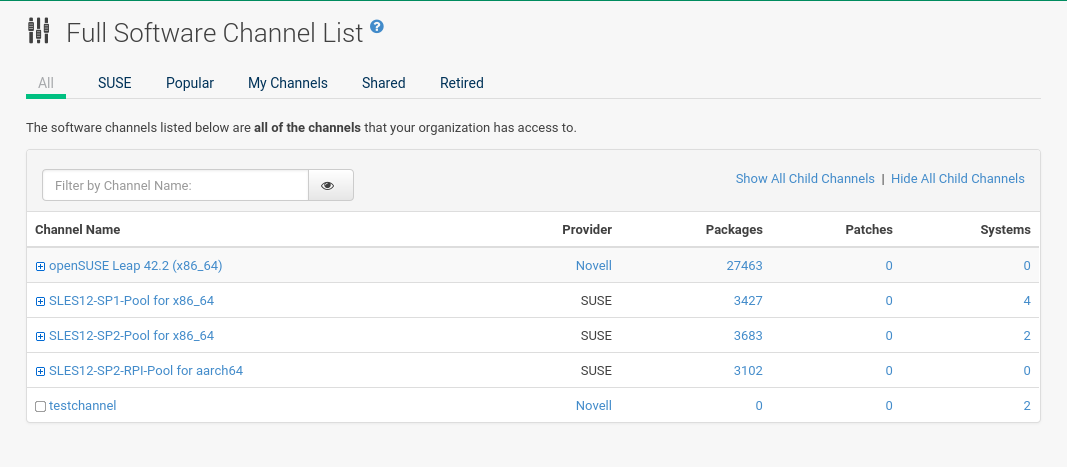 Full Software Channel List ?
All SUSE Popular My Channels Shared Retired
The software channels listed below are all of the channels that your organization has access to.
Filter by Channel Name:
Show All Child Channels | Hide All Child Channels
Channel Name Provider Packages Patches Systems
openSUSE Leap 42.2 (x86_64) Novell 27463 0 0
SLES12-SP1-Pool for x86_64 SUSE 3427 0 4
SLES12-SP2-Pool for x86_64 SUSE 3683 0 2
SLES12-SP2-RPI-Pool for aarch64 SUSE 3102 0 0
testchannel Novell 0 0 2